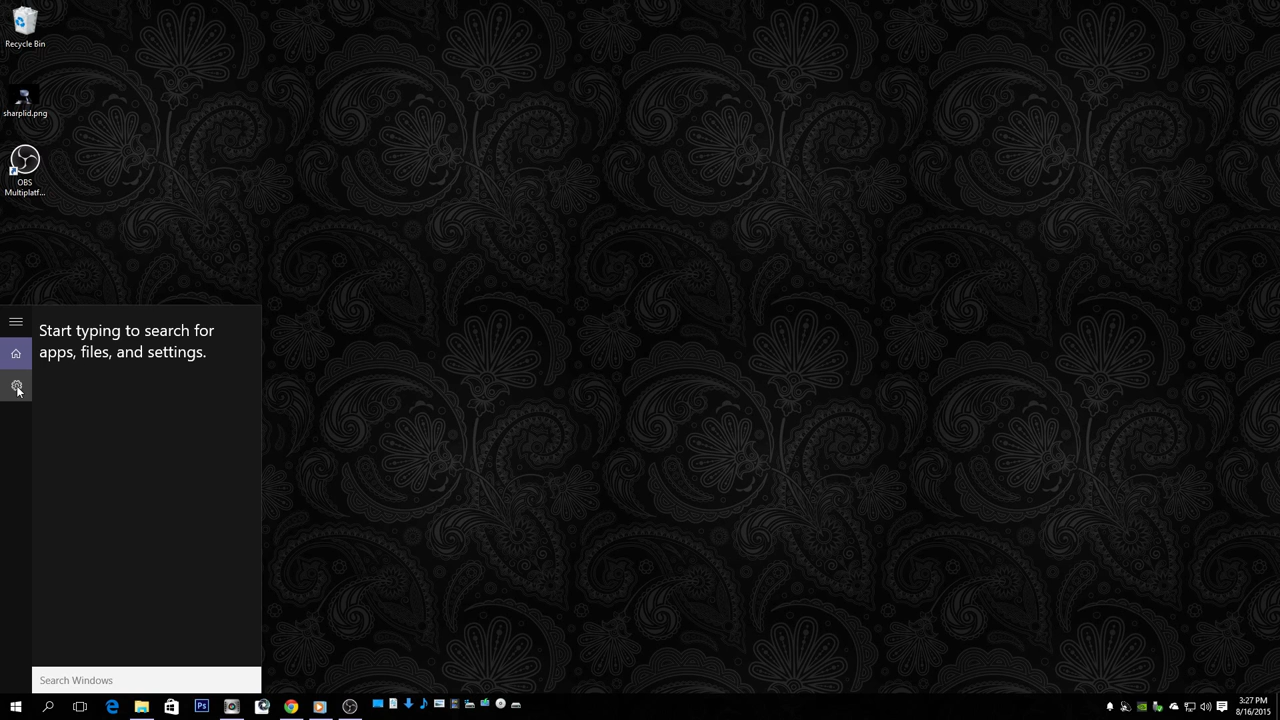 Recycle Bin
sharplid.png
OBS
Multiplatf...
Start typing to search for
apps, files, and settings.
Search Windows
Ps
3:27 PM
8/16/2015